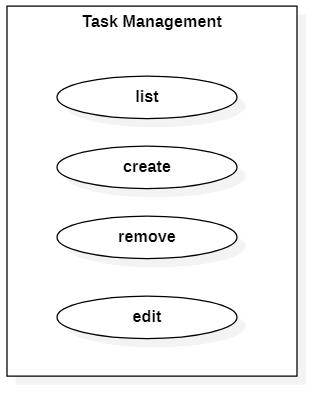 Task Management
list
create
remove
edit